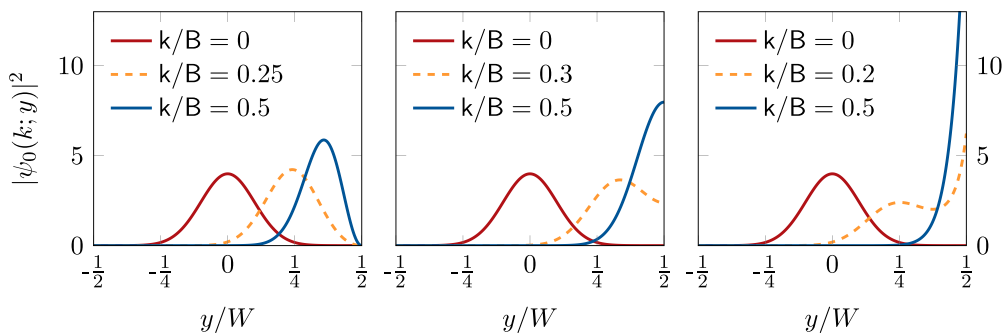 |ψ₀(k; y)|²
10
5
0
k/B = 0
k/B = 0.25
k/B = 0.5
-1/2 -1/4 0 1/4 1/2
y/W
k/B = 0
k/B = 0.3
k/B = 0.5
-1/2 -1/4 0 1/4 1/2
y/W
k/B = 0
k/B = 0.2
k/B = 0.5
10
5
0
-1/2 -1/4 0 1/4 1/2
y/W